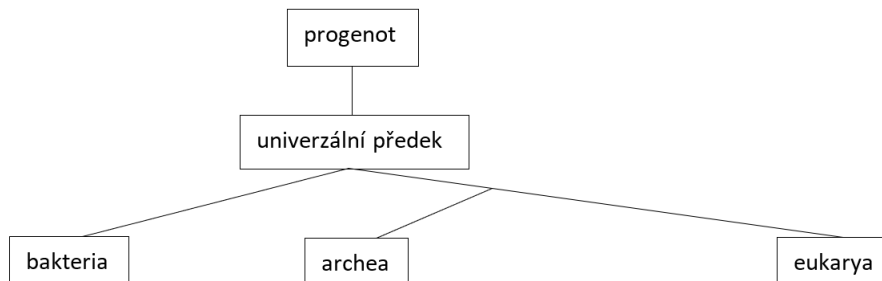 progenot
univerzální předek
bakteria
archea
eukarya